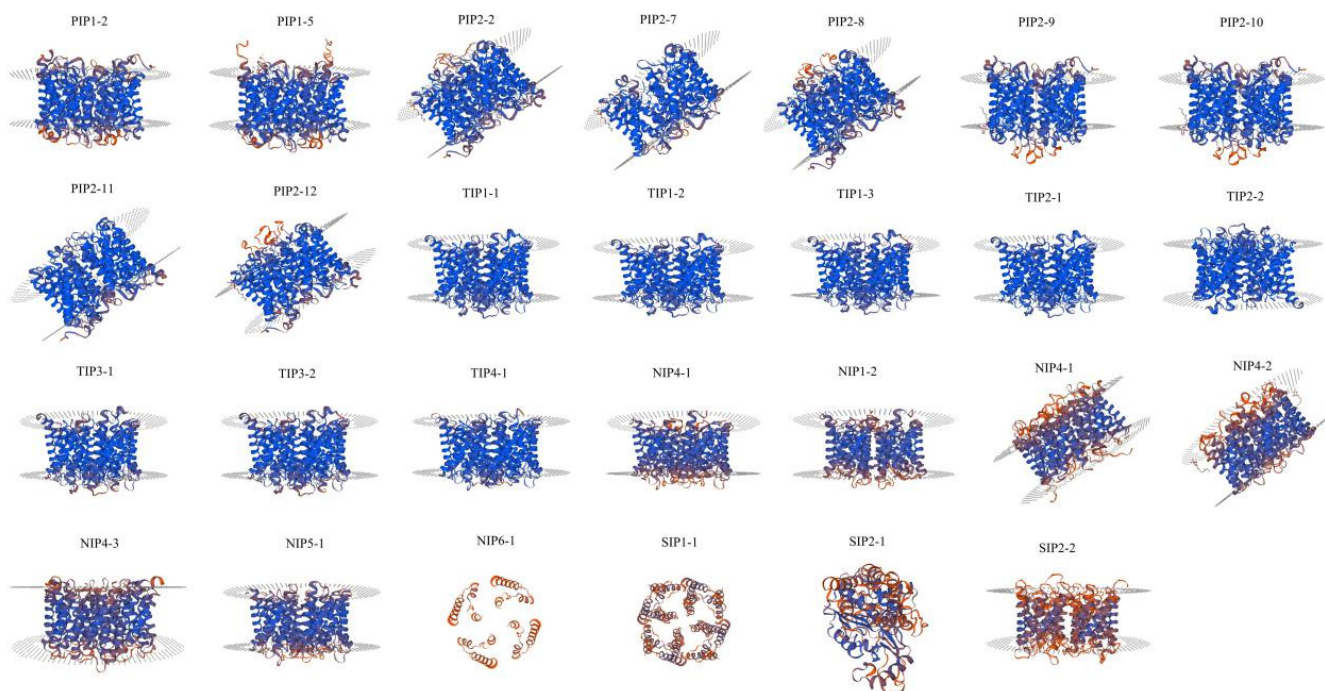 PIP1-2 PIP1-5 PIP2-2 PIP2-7 PIP2-8 PIP2-9 PIP2-10
PIP2-11 PIP2-12 TIP1-1 TIP1-2 TIP1-3 TIP2-1 TIP2-2
TIP3-1 TIP3-2 TIP4-1 NIP4-1 NIP1-2 NIP4-1 NIP4-2
NIP4-3 NIP5-1 NIP6-1 SIP1-1 SIP2-1 SIP2-2